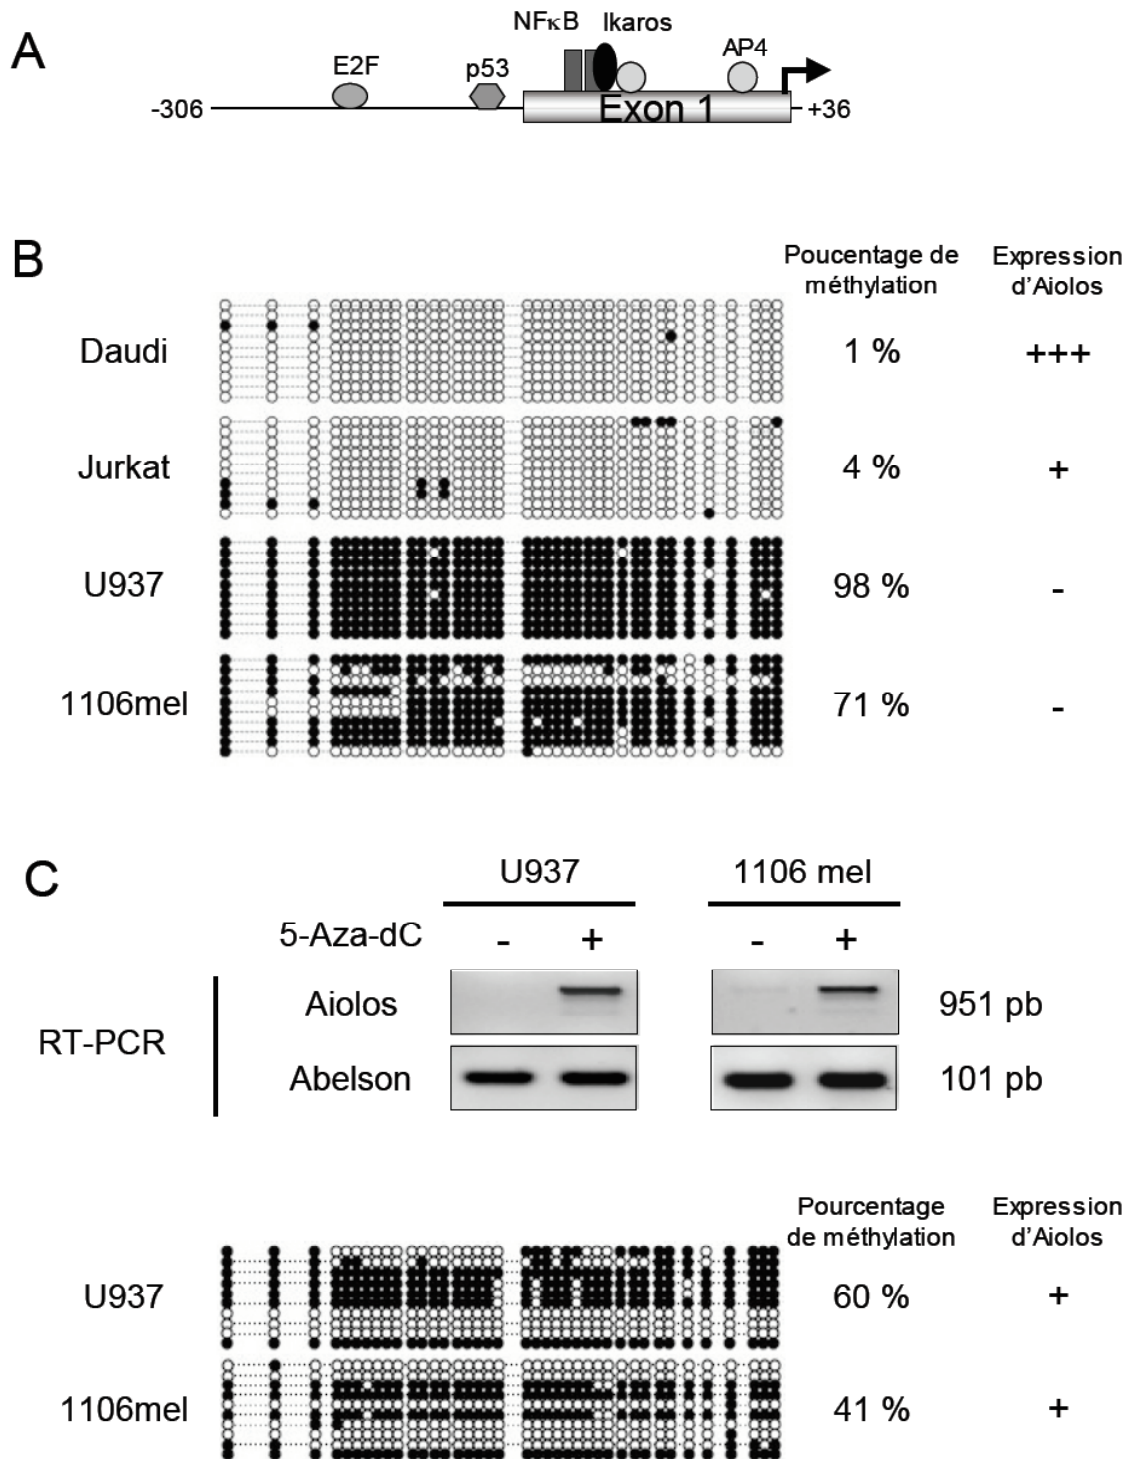 A
NFκB Ikaros
E2F p53 AP4
-306 Exon 1 +36
B
Poucentage de
méthylation
Expression
d'Aiolos
Daudi 1 % +++
Jurkat 4 % +
U937 98 % -
1106mel 71 % -
C
U937 1106 mel
5-Aza-dC - + - +
Aiolos 951 pb
RT-PCR
Abelson 101 pb
Pourcentage
de méthylation
Expression
d'Aiolos
U937 60 % +
1106mel 41 % +